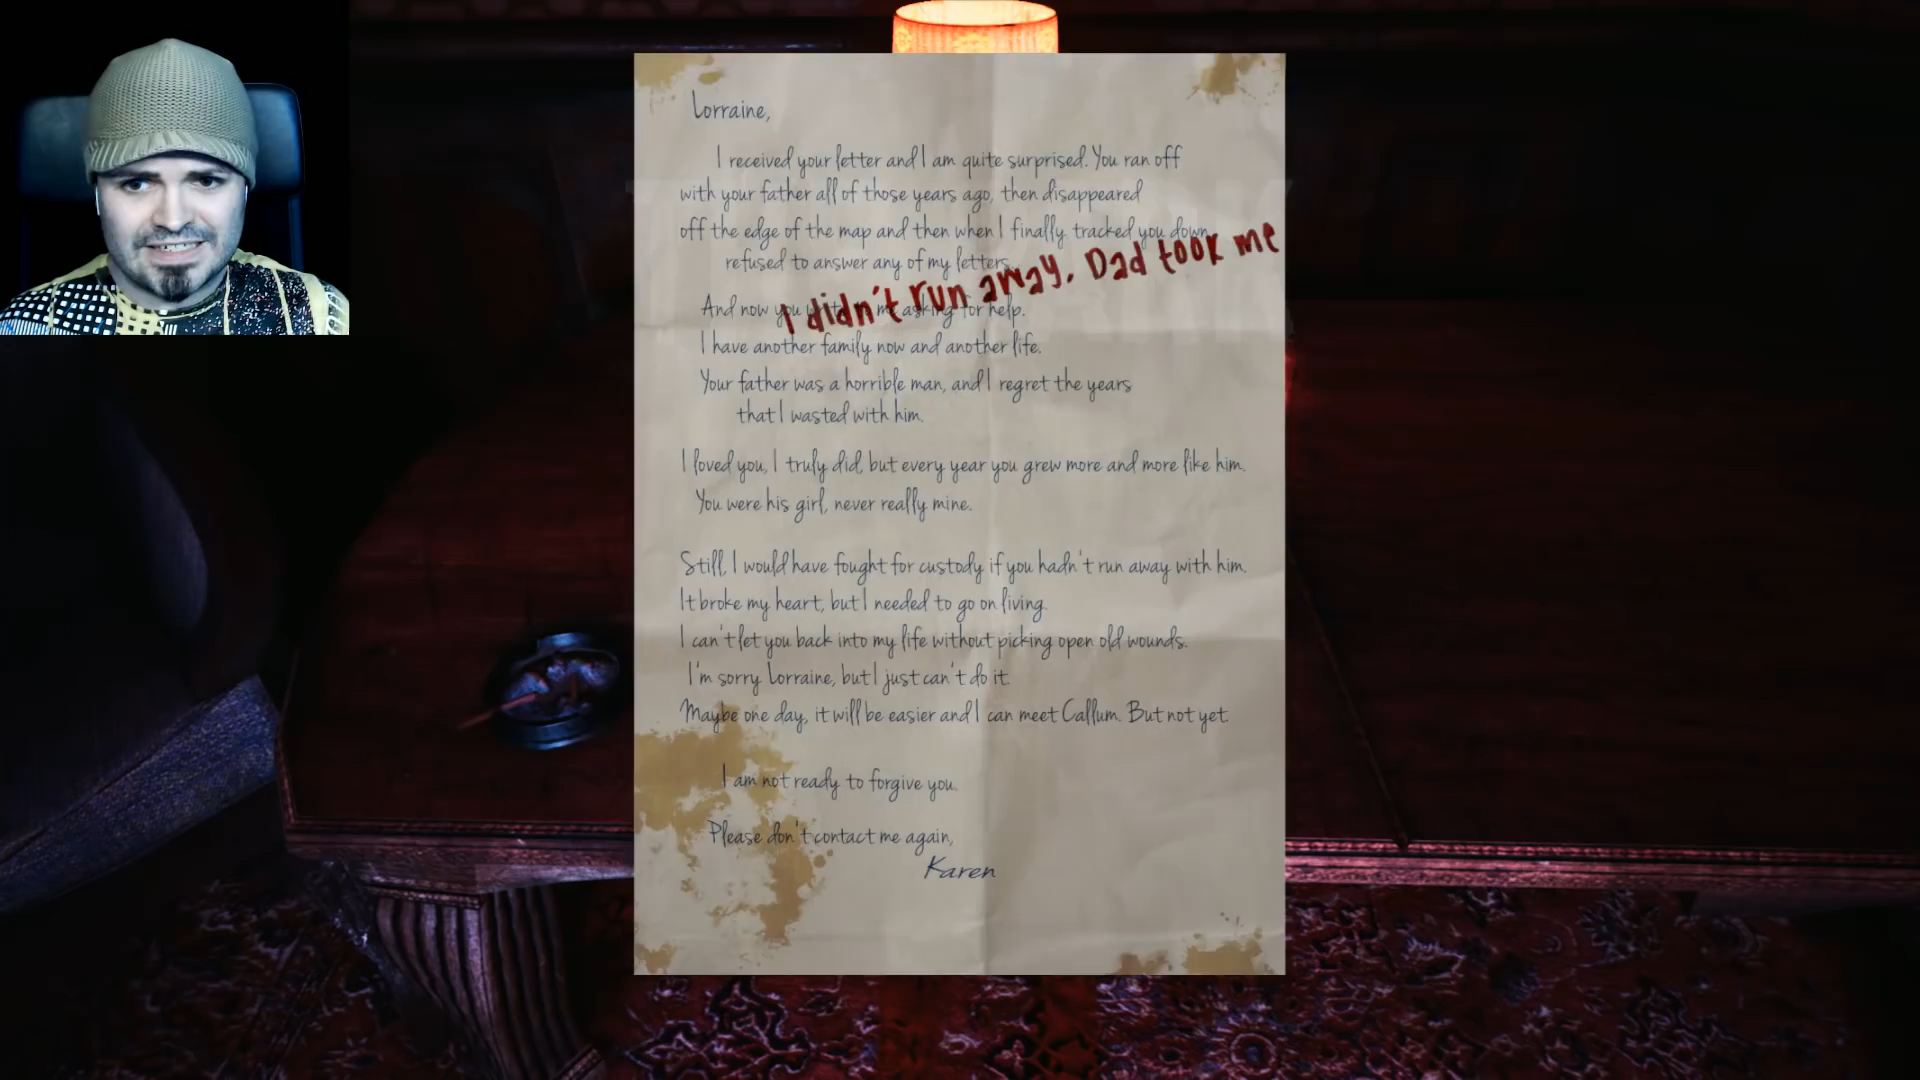 Lorraine,
I received your letter and I am quite surprised. You ran off
with your father all of those years ago, then disappeared
off the edge of the map and then when I finally tracked you down
refused to answer any of my letters.
I didn't run away. Dad took me
And now you me asking for help.
I have another family now and another life.
Your father was a horrible man, and I regret the years
that I wasted with him.
I loved you, I truly did, but every year you grew more and more like him.
You were his girl, never really mine.
Still, I would have fought for custody if you hadn't run away with him.
It broke my heart, but I needed to go on living.
I can't let you back into my life without picking open old wounds.
I'm sorry Lorraine, but I just can't do it.
Maybe one day, it will be easier and I can meet Callum. But not yet.
I am not ready to forgive you.
Please don't contact me again,
Karen